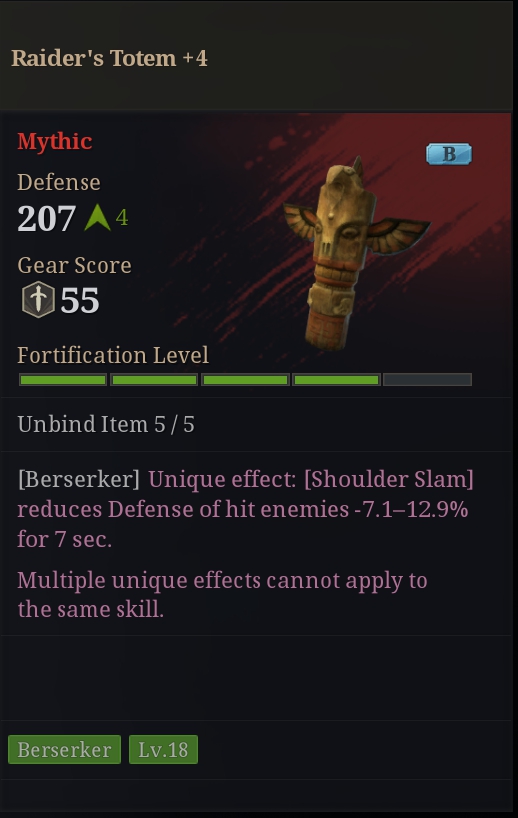 Raider's Totem +4
Mythic
B
Defense
207 4
Gear Score
55
Fortification Level
Unbind Item 5 / 5
[Berserker] Unique effect: [Shoulder Slam]
reduces Defense of hit enemies -7.1–12.9%
for 7 sec.
Multiple unique effects cannot apply to
the same skill.
Berserker Lv.18